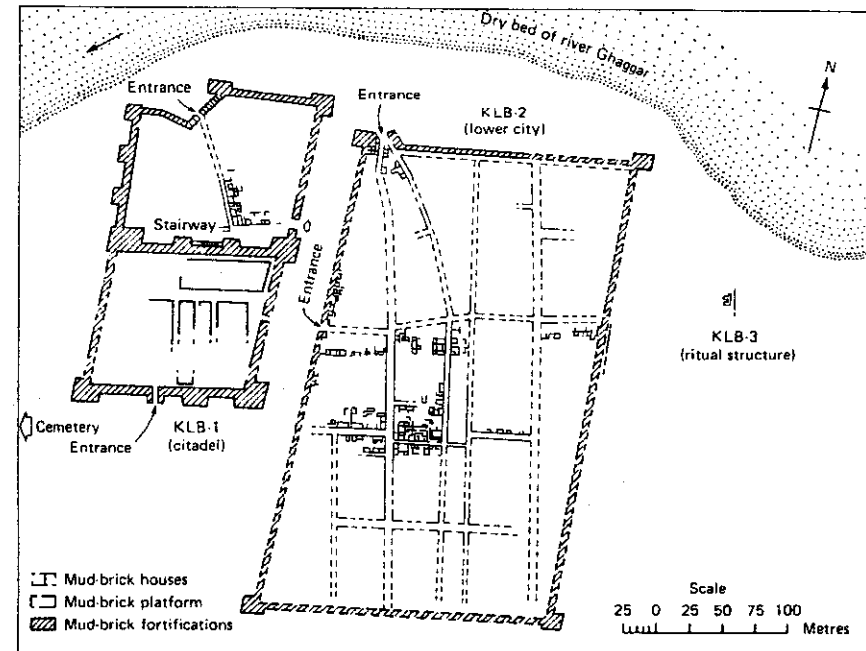 Dry bed of river Ghaggar
N
Entrance
Entrance
KLB-2
(lower city)
Stairway
Entrance
KLB-3
(ritual structure)
Cemetery
KLB-1
(citadel)
Entrance
Mud-brick houses
Mud-brick platform
Mud-brick fortifications
Scale
25 0 25 50 75 100
Metres